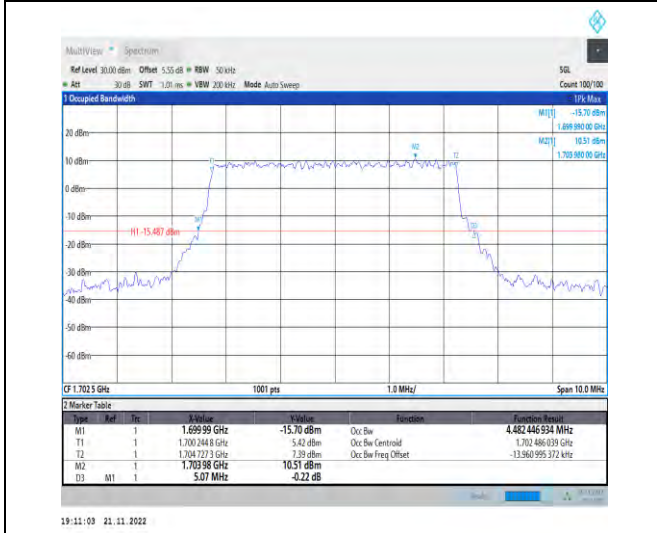 MultiView Spectrum
Ref Level 30.00 dBm Offset 5.55 dB RBW 50 kHz SGL
Att 30 dB SWT 1.01 ms VBW 200 kHz Mode Auto Sweep Count 100/100
1 Occupied Bandwidth 1Pk Max
M1[1] -15.70 dBm
1.699 990 00 GHz
M2[1] 10.51 dBm
1.703 980 00 GHz
20 dBm
M2
T2
10 dBm
0 dBm
-10 dBm
H1 -15.487 dBm
-20 dBm
-30 dBm
-40 dBm
-50 dBm
-60 dBm
CF 1.702 5 GHz 1001 pts 1.0 MHz/ Span 10.0 MHz
2 Marker Table
Type Ref Trc X-Value Y-Value Function Function Result
M1 1 1.699 99 GHz -15.70 dBm Occ Bw 4.482 446 934 MHz
T1 1 1.700 244 8 GHz 5.42 dBm Occ Bw Centroid 1.702 486 039 GHz
T2 1 1.704 727 3 GHz 7.39 dBm Occ Bw Freq Offset -13.960 995 372 kHz
M2 1 1.703 98 GHz 10.51 dBm
D3 M1 1 5.07 MHz -0.22 dB
19:11:03 21.11.2022